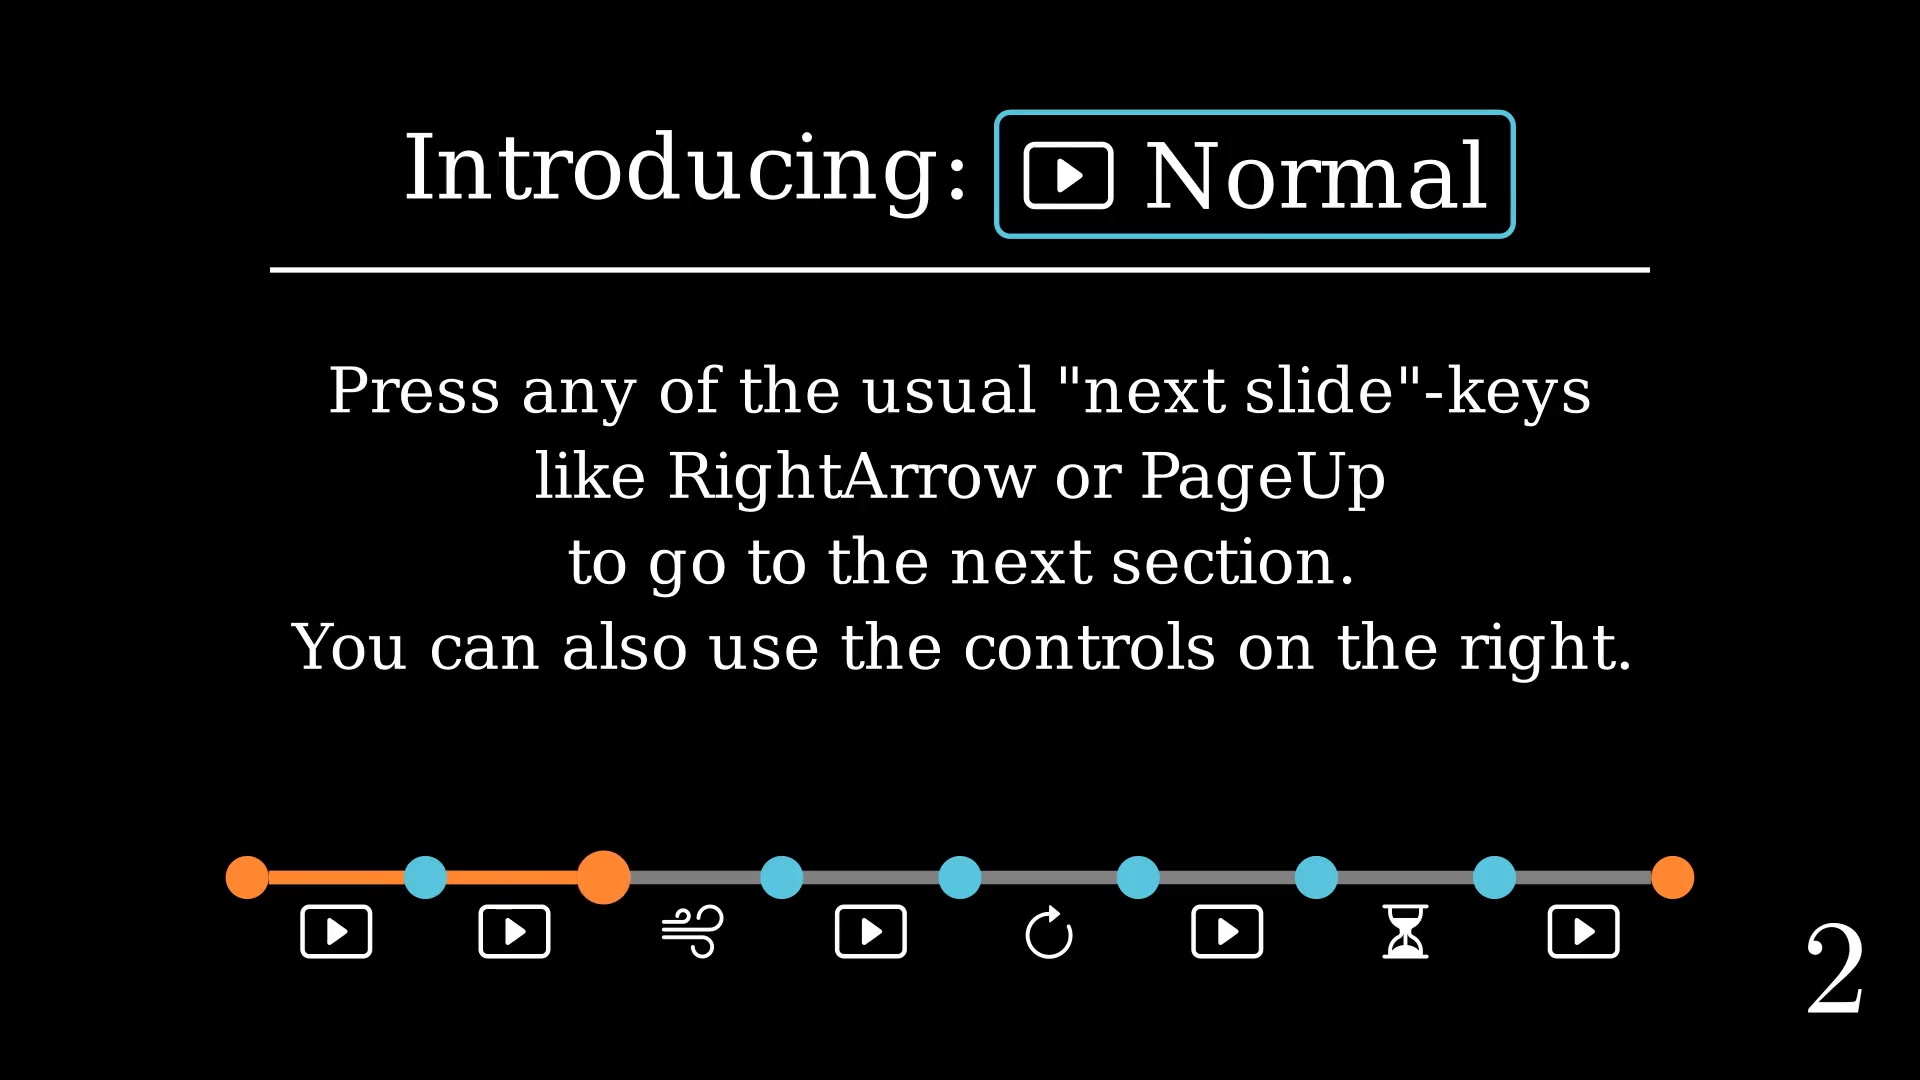 Introducing: Normal
Press any of the usual "next slide"-keys
like RightArrow or PageUp
to go to the next section.
You can also use the controls on the right.
2